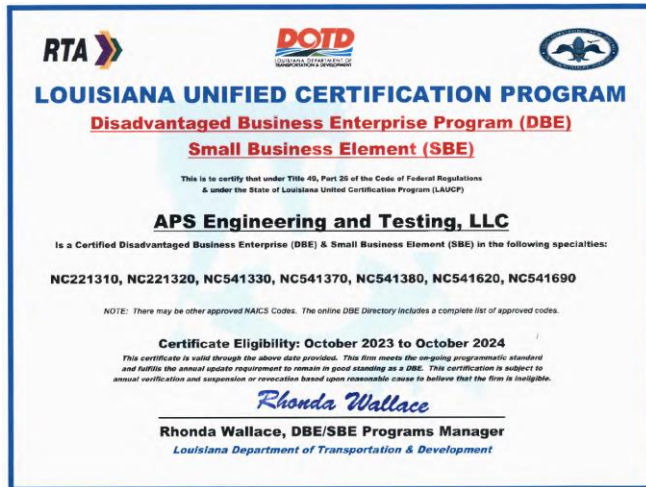 RTA
DOTD
LOUISIANA DEPARTMENT OF
TRANSPORTATION & DEVELOPMENT
LOUISIANA UNIFIED CERTIFICATION PROGRAM
Disadvantaged Business Enterprise Program (DBE)
Small Business Element (SBE)
This is to certify that under Title 49, Part 26 of the Code of Federal Regulations
& under the State of Louisiana United Certification Program (LAUCP)
APS Engineering and Testing, LLC
Is a Certified Disadvantaged Business Enterprise (DBE) & Small Business Element (SBE) in the following specialties:
NC221310, NC221320, NC541330, NC541370, NC541380, NC541620, NC541690
NOTE: There may be other approved NAICS Codes. The online DBE Directory includes a complete list of approved codes.
Certificate Eligibility: October 2023 to October 2024
This certificate is valid through the above date provided. This firm meets the on-going programmatic standard
and fulfills the annual update requirement to remain in good standing as a DBE. This certification is subject to
annual verification and suspension or revocation based upon reasonable cause to believe that the firm is ineligible.
Rhonda Wallace
Rhonda Wallace, DBE/SBE Programs Manager
Louisiana Department of Transportation & Development